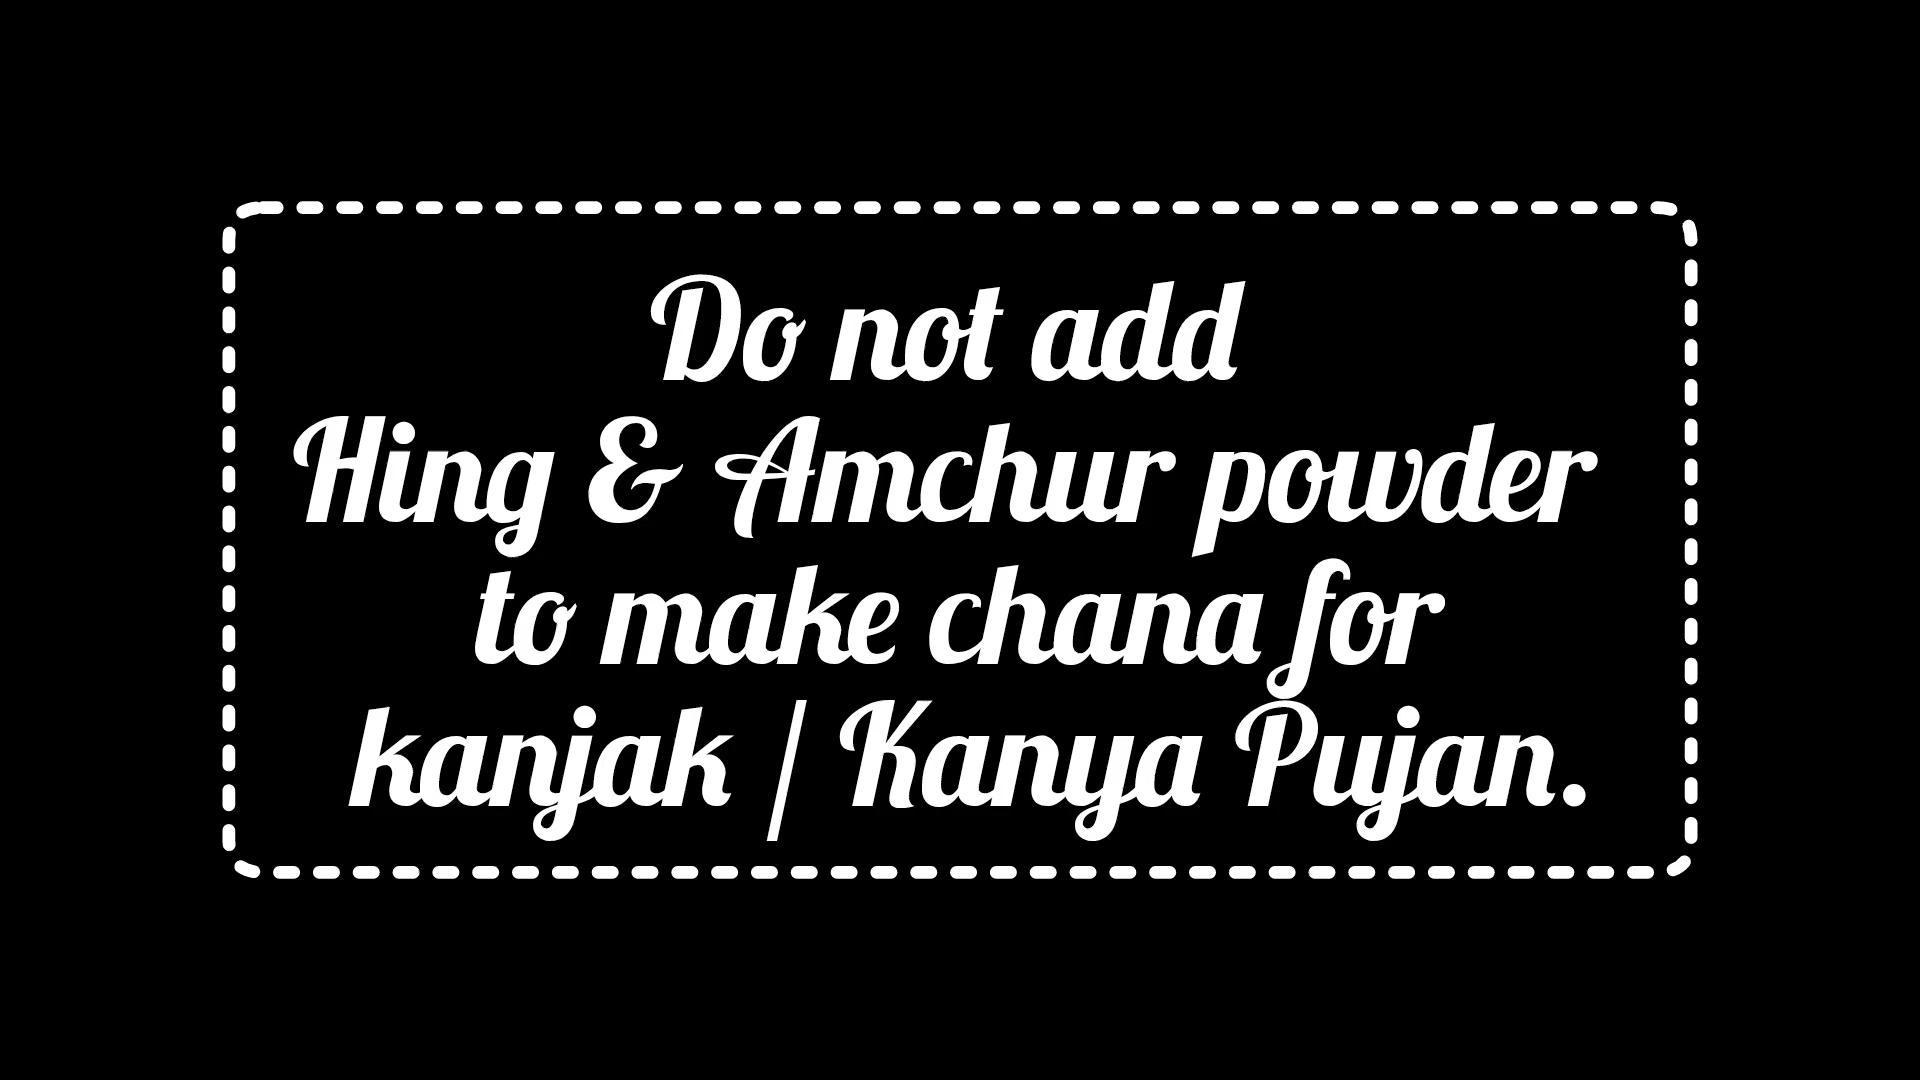 Do not add
Hing & Amchur powder
to make chana for
kanjak / Kanya Pujan.